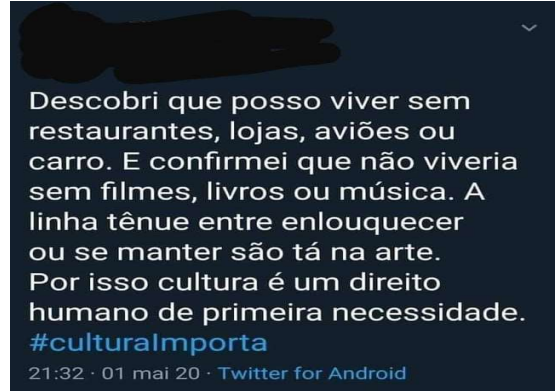 Descobri que posso viver sem
restaurantes, lojas, aviões ou
carro. E confirmei que não viveria
sem filmes, livros ou música. A
linha tênue entre enlouquecer
ou se manter são tá na arte.
Por isso cultura é um direito
humano de primeira necessidade.
#culturaImporta
21:32 · 01 mai 20 · Twitter for Android